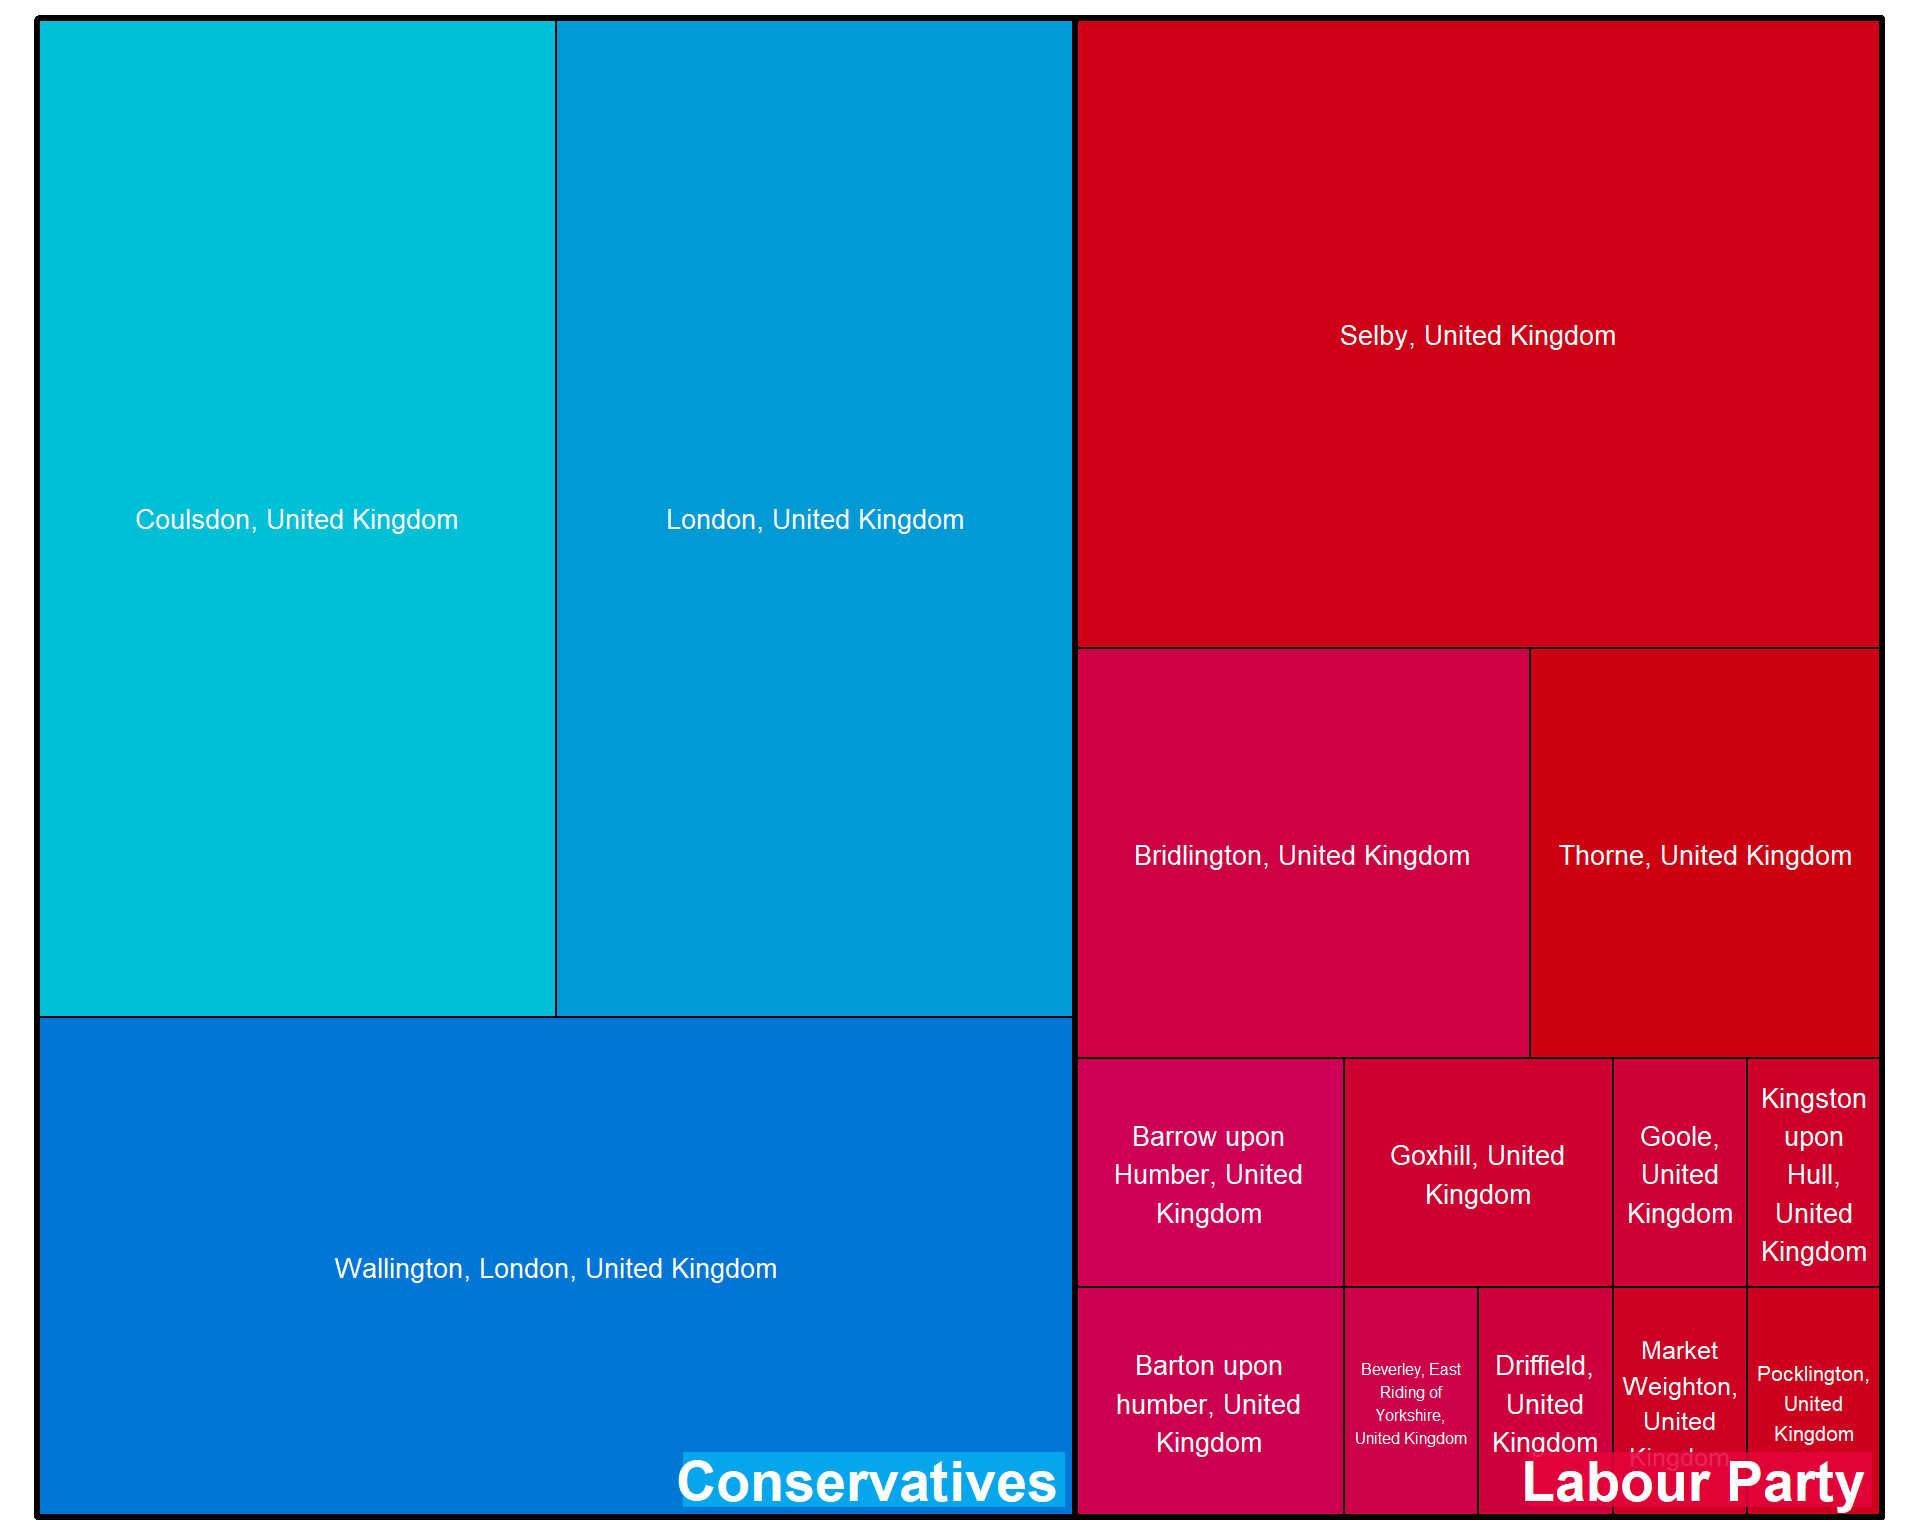 Coulsdon, United Kingdom
London, United Kingdom
Wallington, London, United Kingdom
Conservatives
Selby, United Kingdom
Bridlington, United Kingdom
Thorne, United Kingdom
Barrow upon
Humber, United
Kingdom
Goxhill, United
Kingdom
Goole,
United
Kingdom
Kingston
upon
Hull,
United
Kingdom
Barton upon
humber, United
Kingdom
Beverley, East
Riding of
Yorkshire,
United Kingdom
Driffield,
United
Kingdom
Market
Weighton,
United
Kingdom
Pocklington,
United
Kingdom
Labour Party